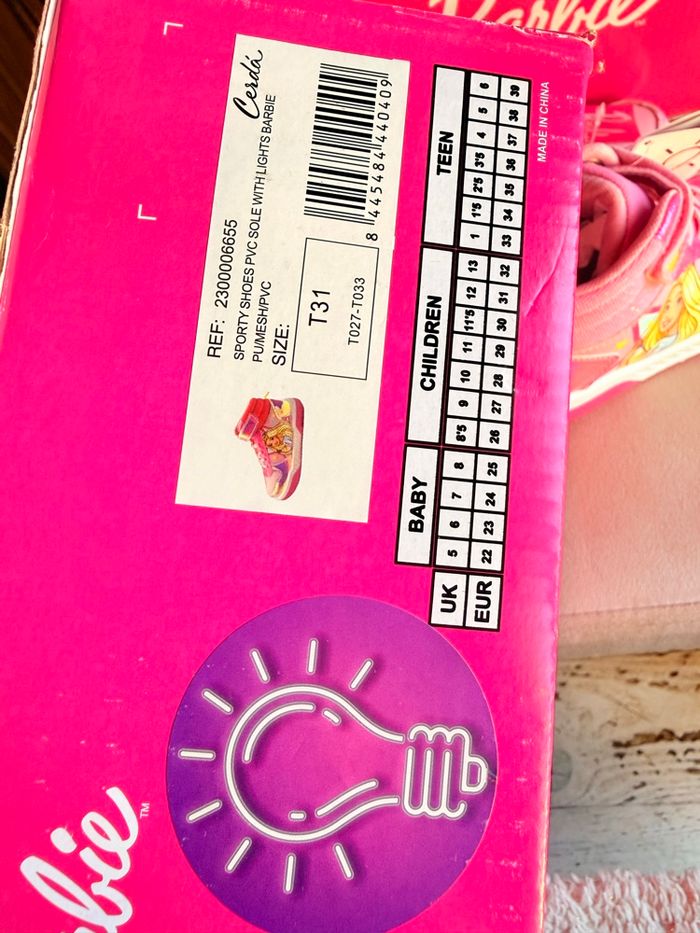 Barbie™
Cerdá
REF: 2300006655
SPORTY SHOES PVC SOLE WITH LIGHTS BARBIE
PU/MESH/PVC
SIZE:
T31
T027-T033
8 445484 440409
BABY CHILDREN TEEN
UK 5 6 7 8 8'5 9 10 11 11'5 12 13 1 1'5 2'5 3'5 4 5 6
EUR 22 23 24 25 26 27 28 29 30 31 32 33 34 35 36 37 38 39
MADE IN CHINA
bie™